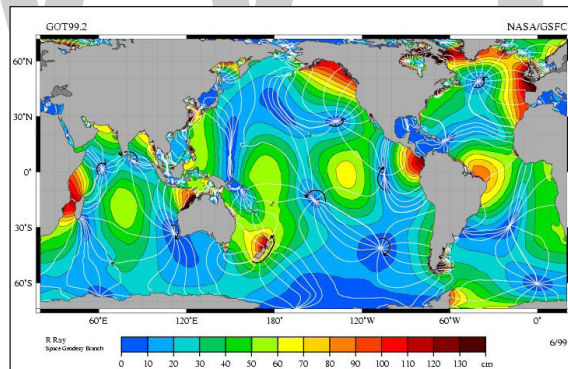 GOT99.2 NASA/GSFC
60˚N
30˚N
0˚
30˚S
60˚S
60˚E 120˚E 180˚ 120˚W 60˚W 0˚
R Ray
Space Geodesy Branch
6/99
0 10 20 30 40 50 60 70 80 90 100 110 120 130 cm